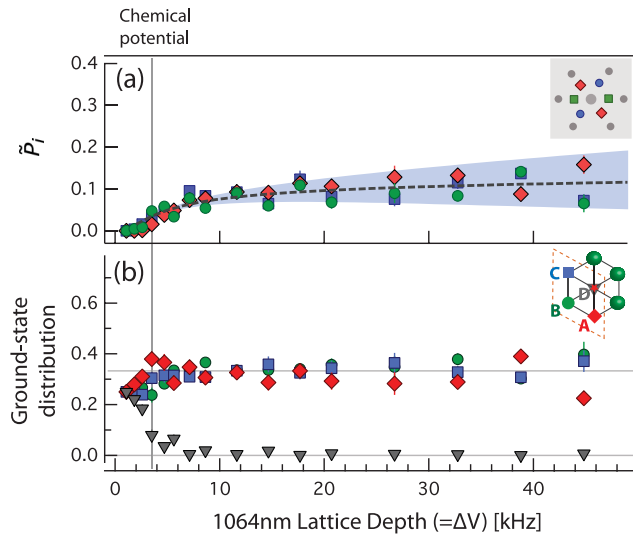 Chemical
potential
(a)
0.4
0.3
0.2
0.1
0.0
P̃i
(b)
0.6
0.4
0.2
0.0
Ground-state
distribution
C
D
B
A
0
10
20
30
40
1064nm Lattice Depth (=ΔV) [kHz]